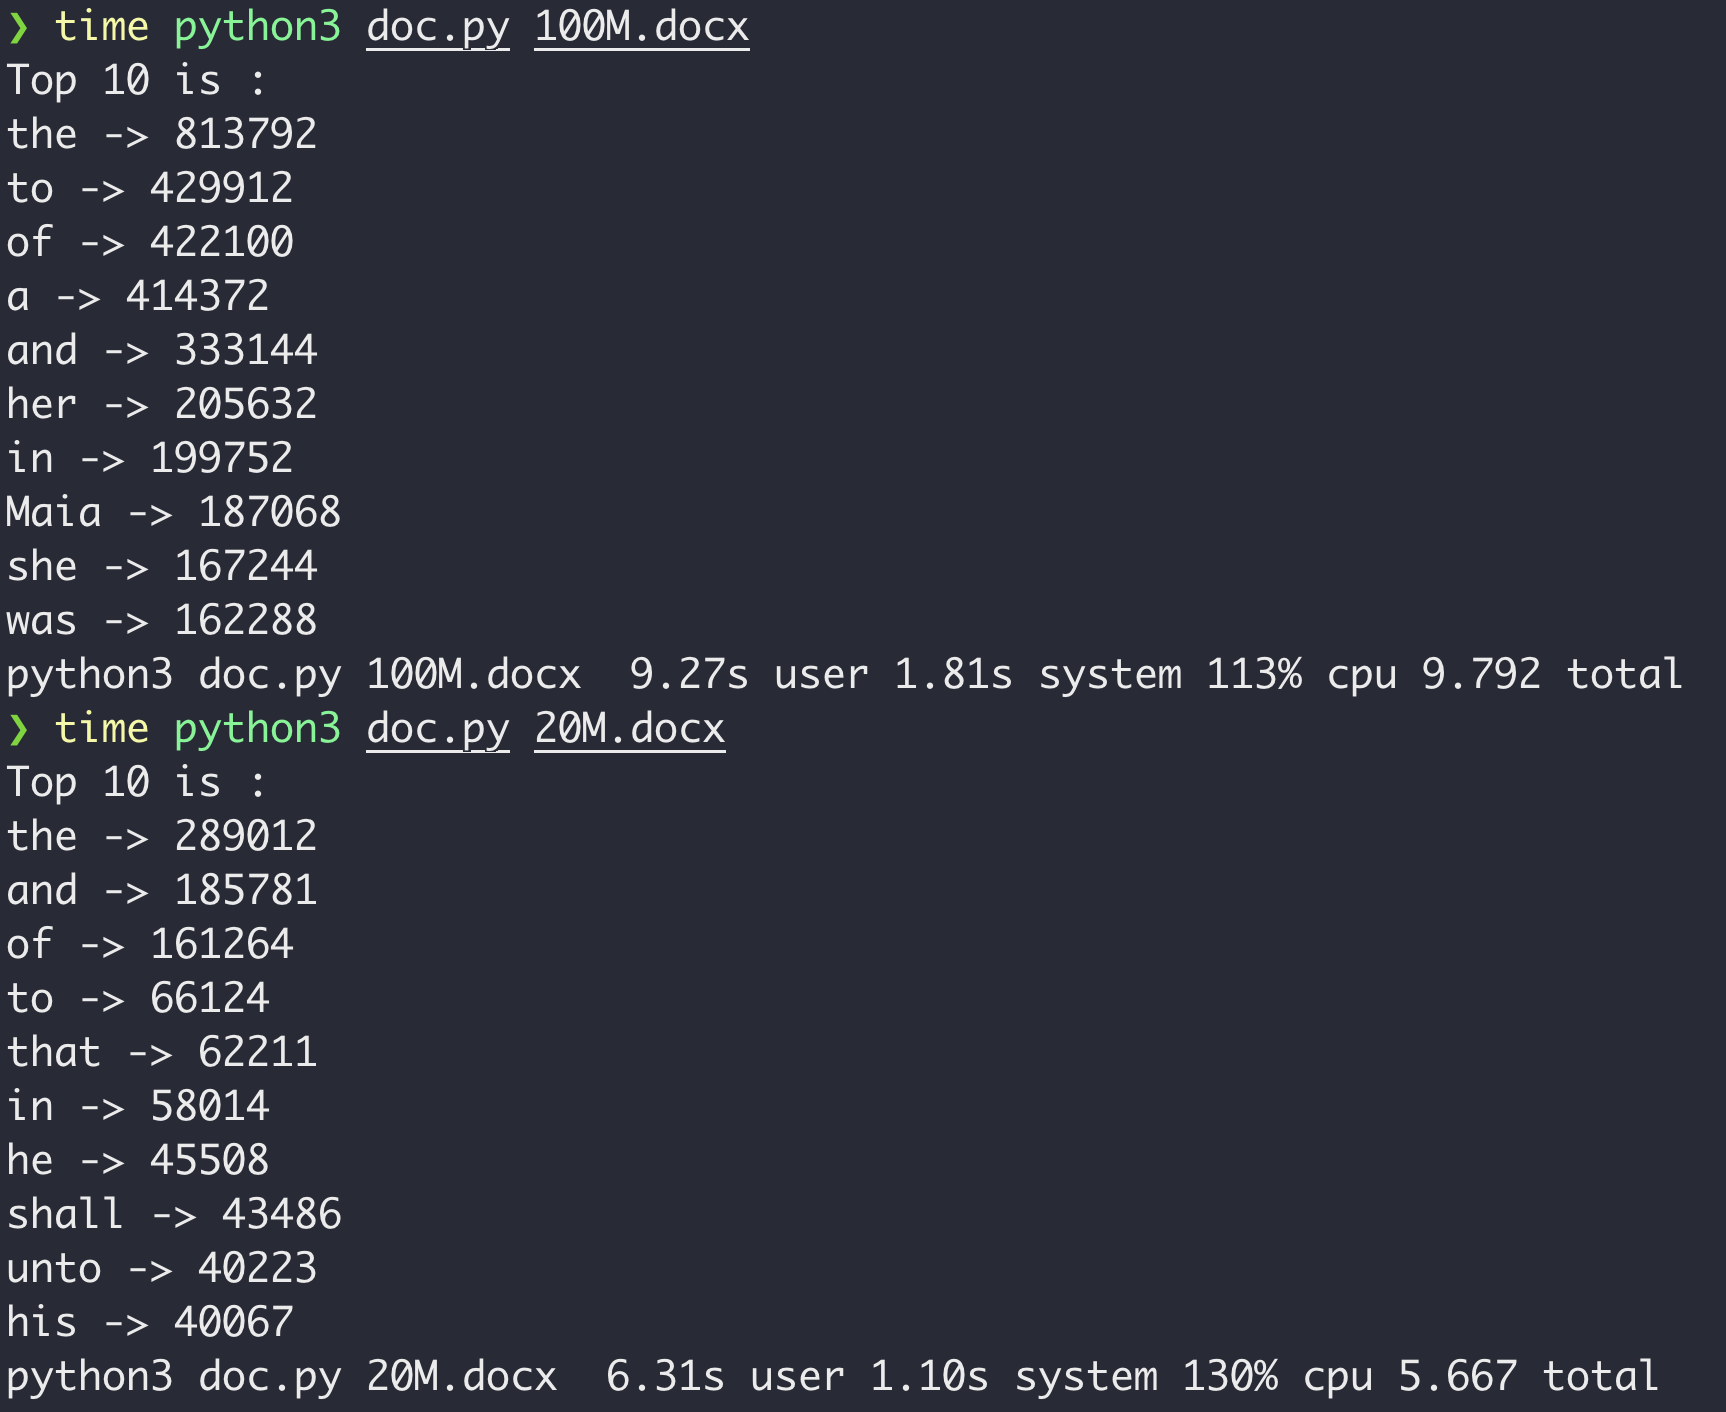 ❯ time python3 doc.py 100M.docx
Top 10 is :
the -> 813792
to -> 429912
of -> 422100
a -> 414372
and -> 333144
her -> 205632
in -> 199752
Maia -> 187068
she -> 167244
was -> 162288
python3 doc.py 100M.docx  9.27s user 1.81s system 113% cpu 9.792 total
❯ time python3 doc.py 20M.docx
Top 10 is :
the -> 289012
and -> 185781
of -> 161264
to -> 66124
that -> 62211
in -> 58014
he -> 45508
shall -> 43486
unto -> 40223
his -> 40067
python3 doc.py 20M.docx  6.31s user 1.10s system 130% cpu 5.667 total